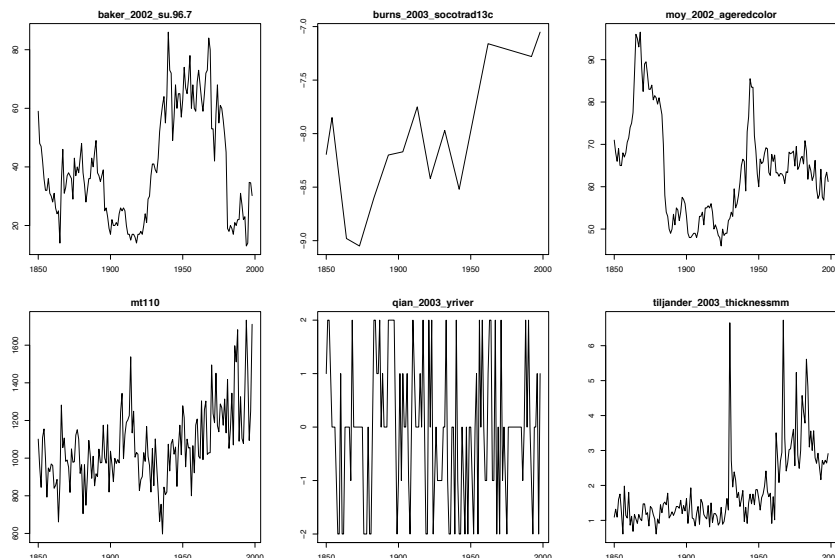 baker_2002_su.96.7
20 40 60 80
1850 1900 1950 2000
burns_2003_socotrad13c
−9.0 −8.5 −8.0 −7.5 −7.0
1850 1900 1950 2000
moy_2002_ageredcolor
50 60 70 80 90
1850 1900 1950 2000
mt110
600 800 1000 1200 1400 1600
1850 1900 1950 2000
qian_2003_yriver
−2 −1 0 1 2
1850 1900 1950 2000
tiljander_2003_thicknessmm
1 2 3 4 5 6
1850 1900 1950 2000